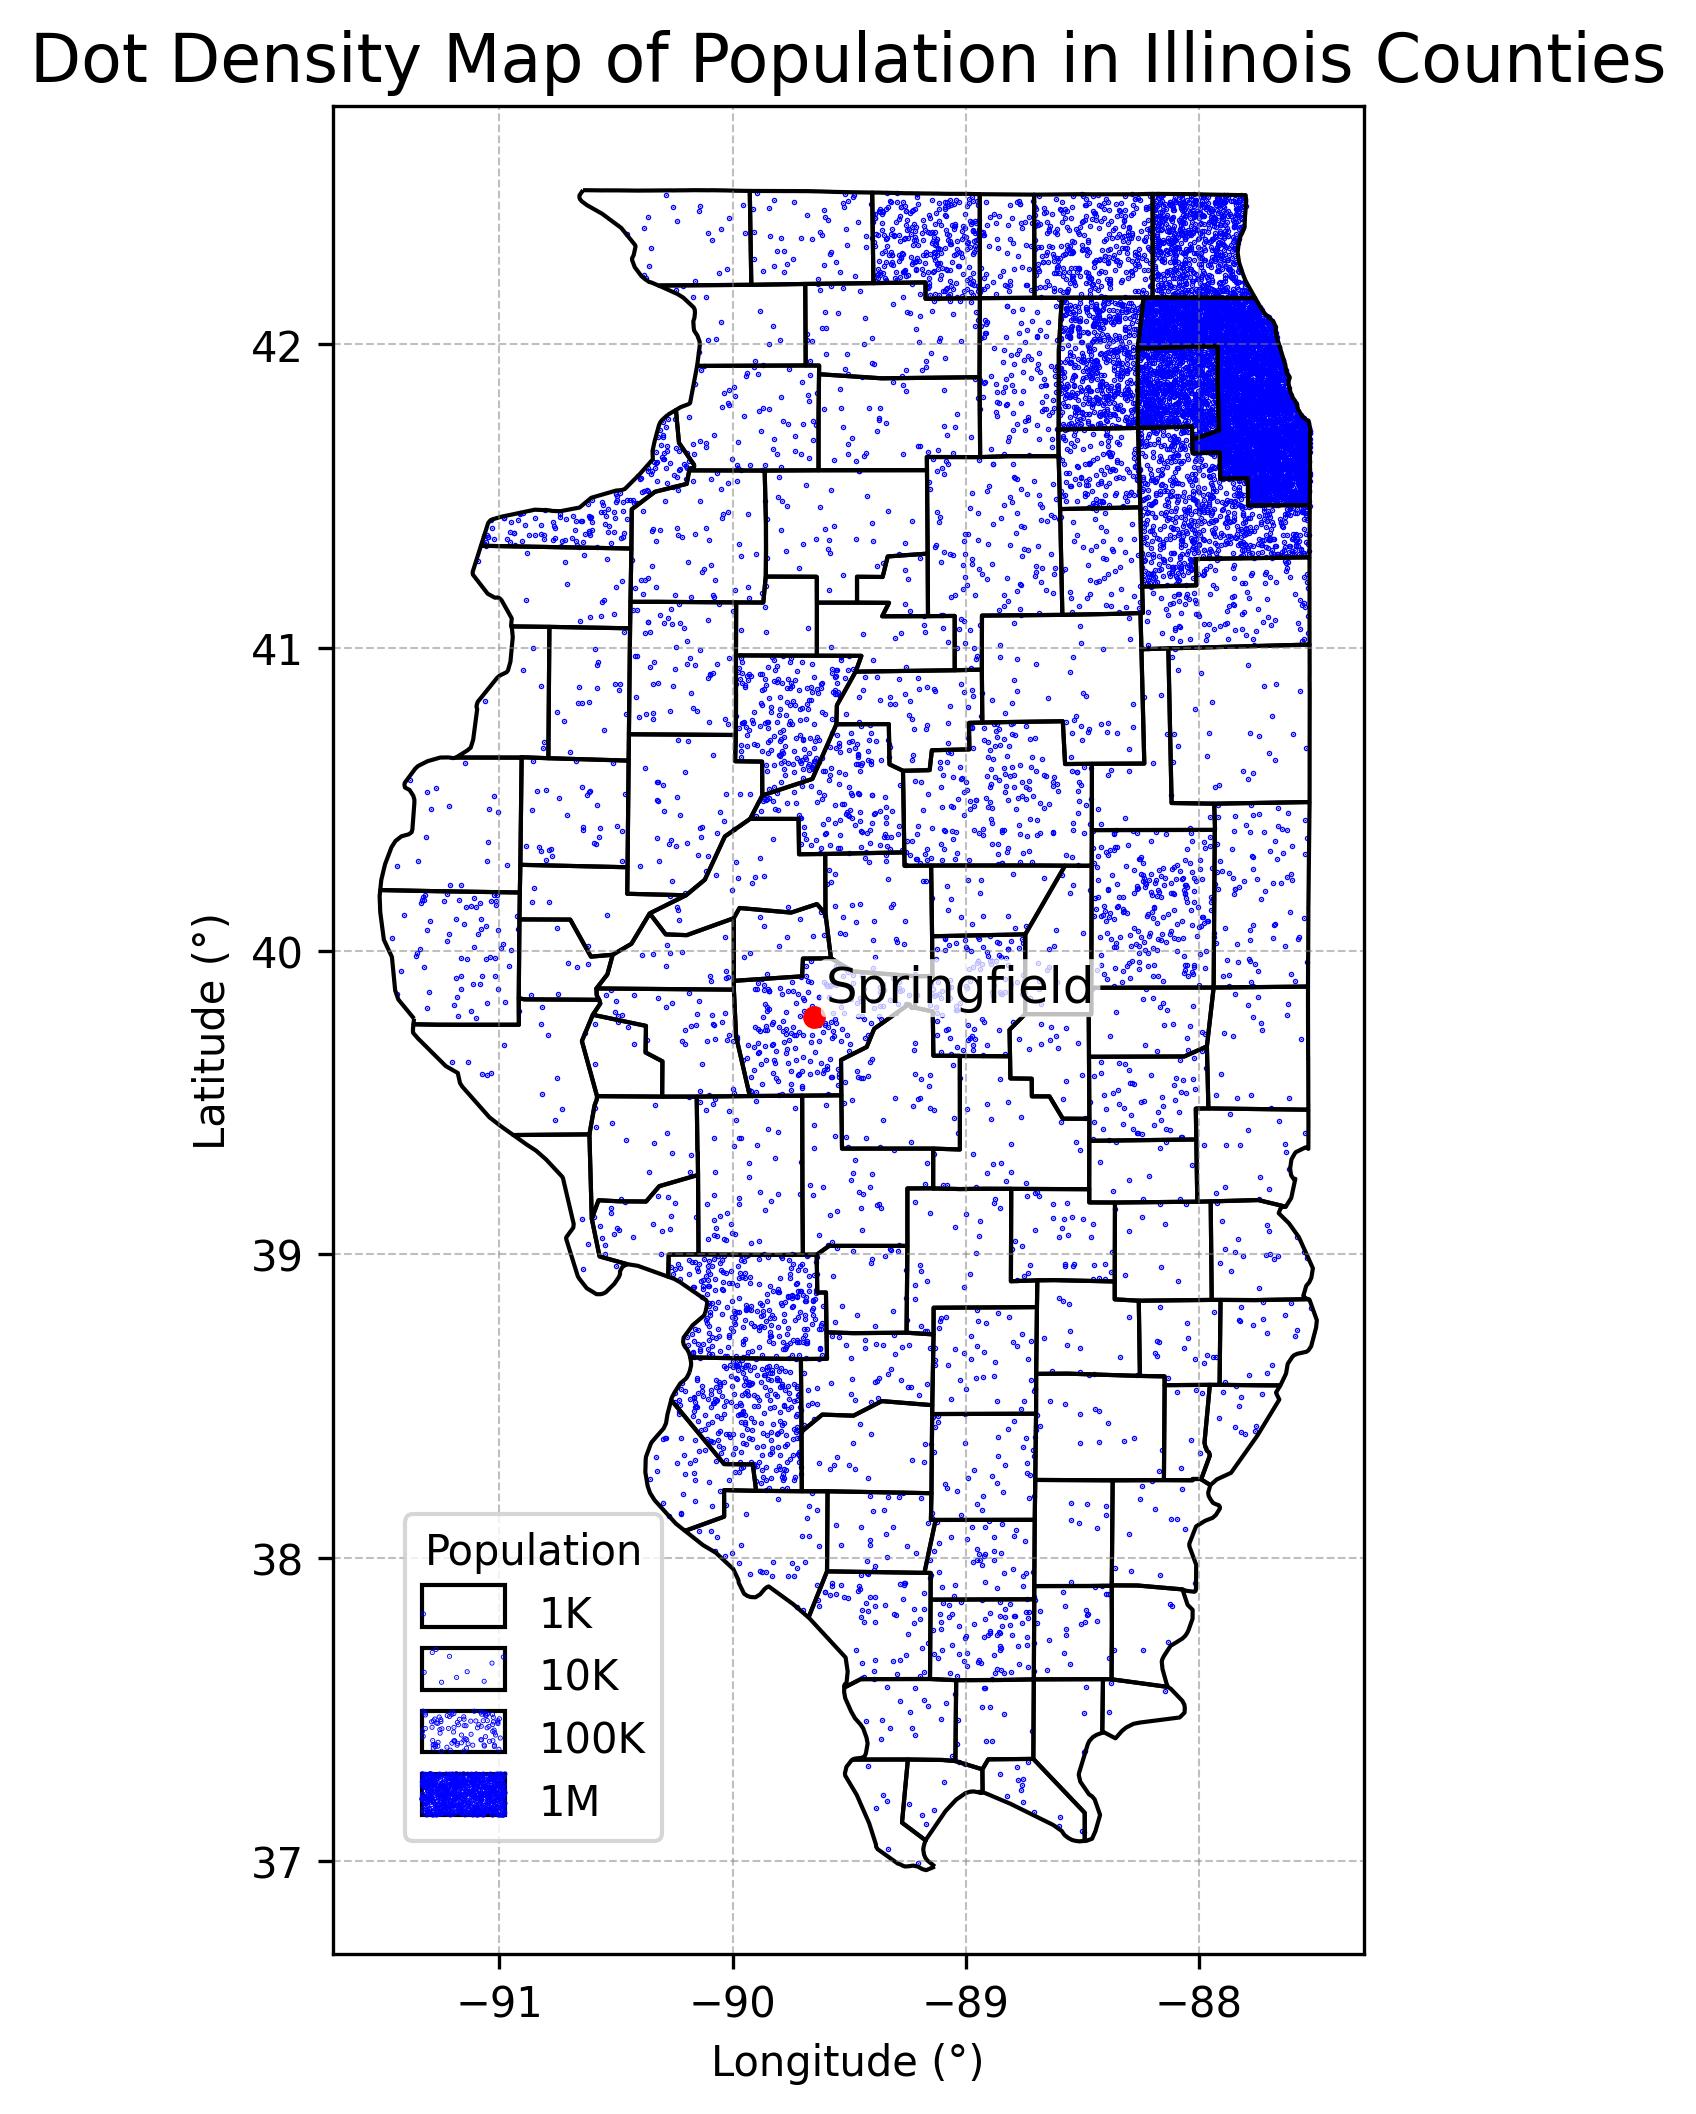 Dot Density Map of Population in Illinois Counties
42
41
40
39
38
37
Latitude (°)
Springfield
Population
1K
10K
100K
1M
−91
−90
−89
−88
Longitude (°)